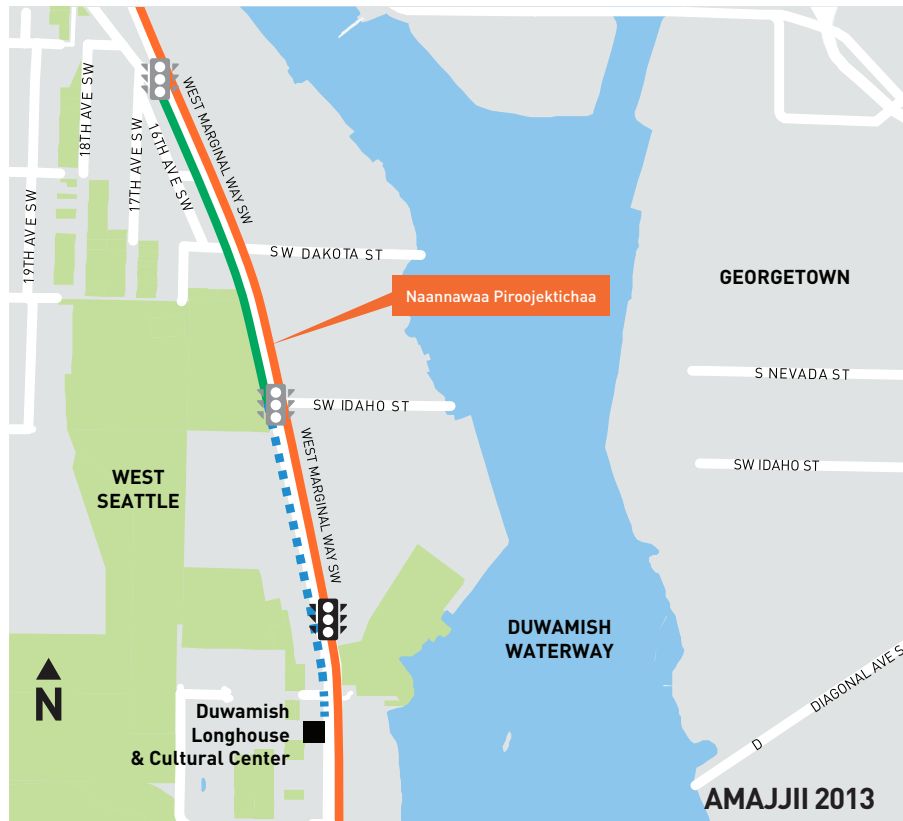 WEST MARGINAL WAY SW
18TH AVE SW
17TH AVE SW
16TH AVE SW
19TH AVE SW
SW DAKOTA ST
GEORGETOWN
Naannawaa Piroojektichaa
S NEVADA ST
SW IDAHO ST
SW IDAHO ST
WEST
SEATTLE
WEST MARGINAL WAY SW
DUWAMISH
WATERWAY
N
DIAGONAL AVE S
D
Duwamish
Longhouse
& Cultural Center
AMAJJII 2013